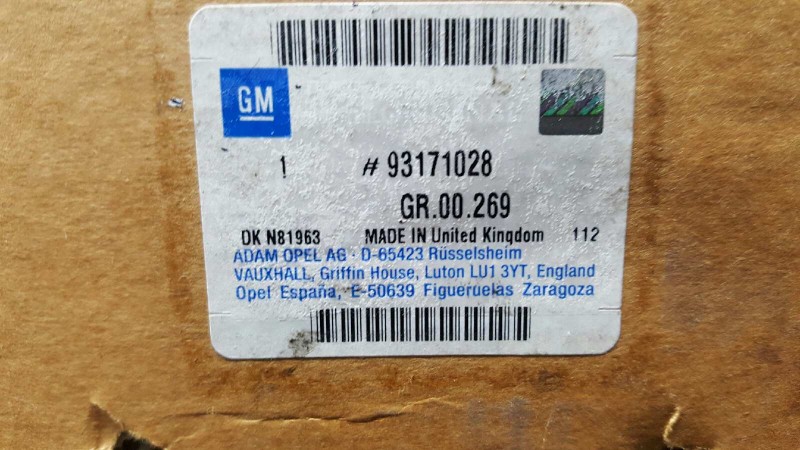 GM
1 # 93171028
GR.00.269
DK N81963 MADE IN United Kingdom 112
ADAM OPEL AG · D-65423 Rüsselsheim
VAUXHALL, Griffin House, Luton LU1 3YT, England
Opel España, E-50639 Figueruelas Zaragoza